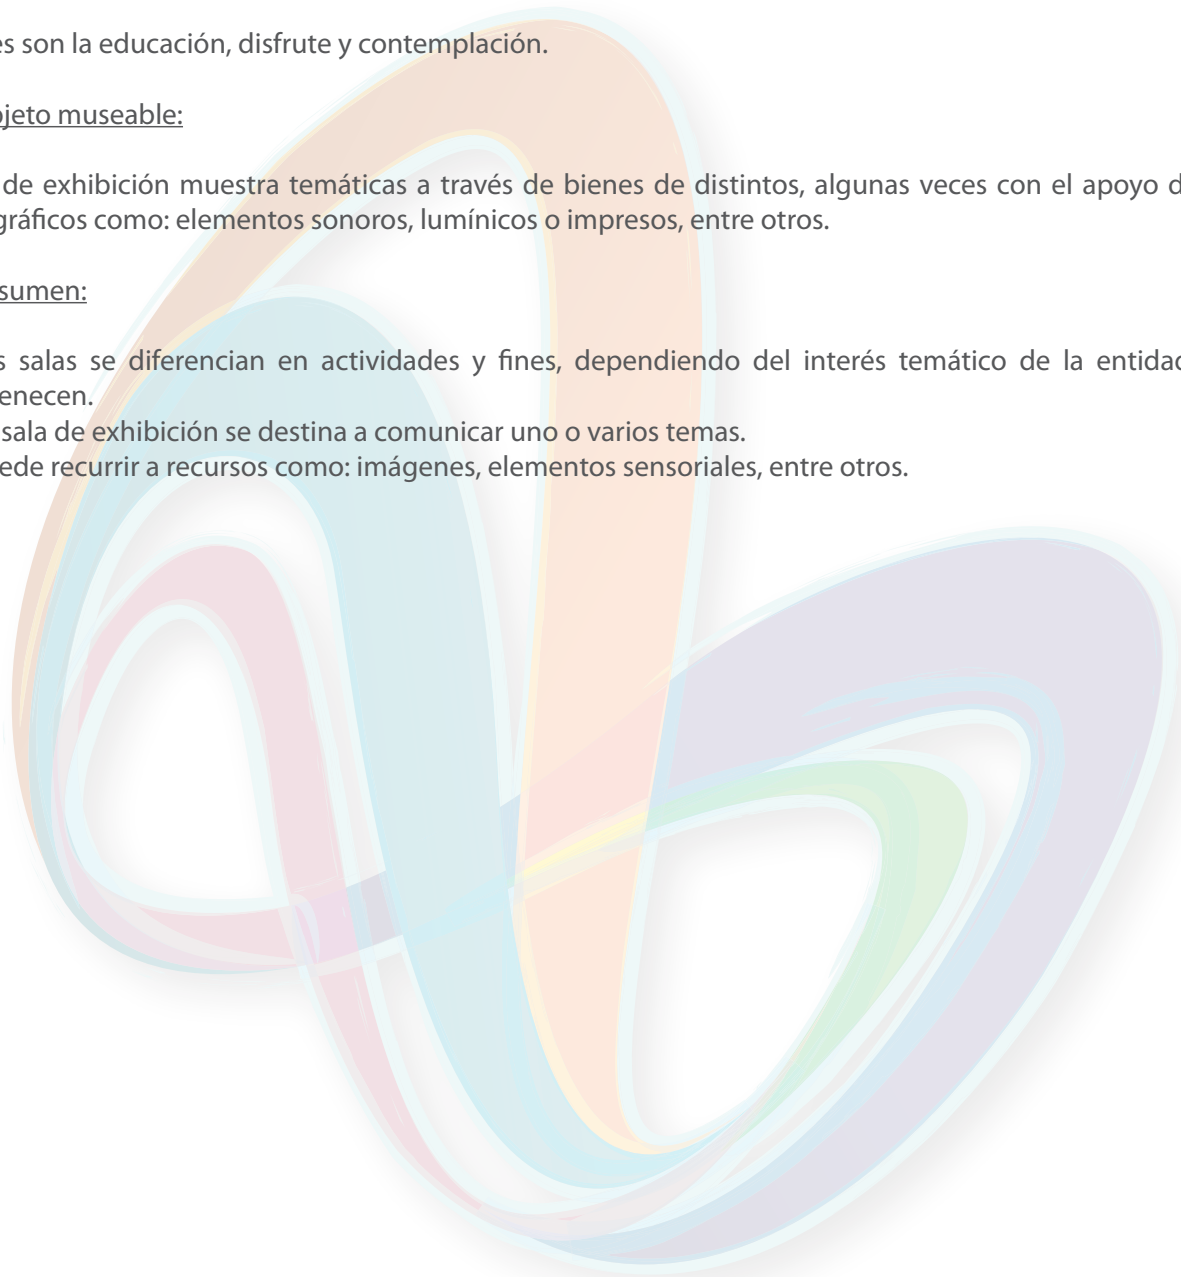 es son la educación, disfrute y contemplación.
jeto museable:
de exhibición muestra temáticas a través de bienes de distintos, algunas veces con el apoyo d
gráficos como: elementos sonoros, lumínicos o impresos, entre otros.
sumen:
s salas se diferencian en actividades y fines, dependiendo del interés temático de la entidad
enecen.
sala de exhibición se destina a comunicar uno o varios temas.
ede recurrir a recursos como: imágenes, elementos sensoriales, entre otros.